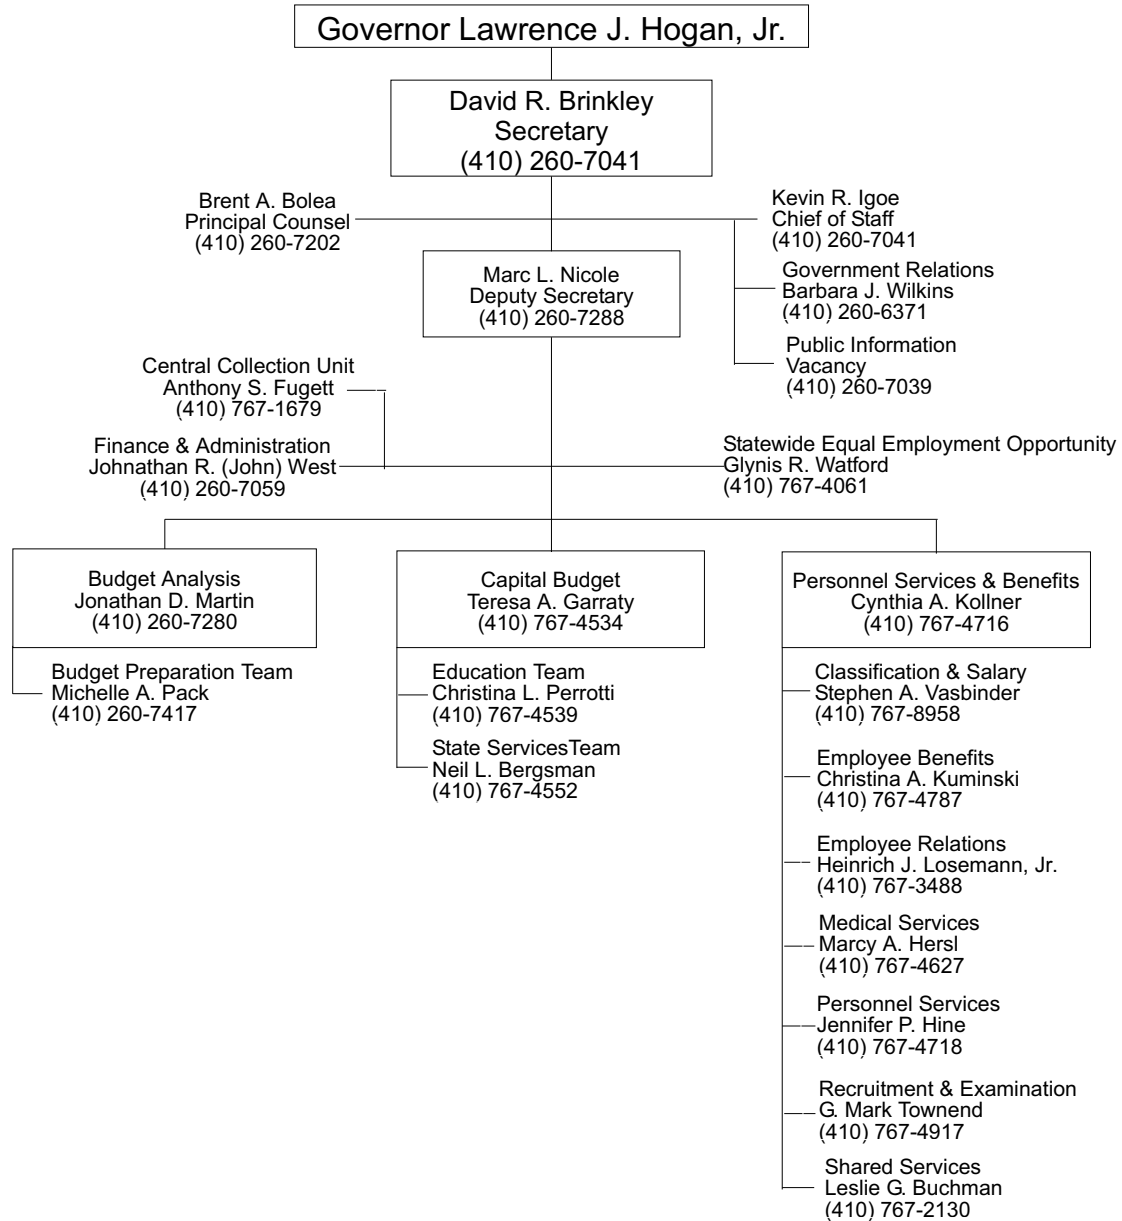 Governor Lawrence J. Hogan, Jr.
David R. Brinkley
Secretary
(410) 260-7041
Brent A. Bolea
Principal Counsel
(410) 260-7202
Kevin R. Igoe
Chief of Staff
(410) 260-7041
Government Relations
Barbara J. Wilkins
(410) 260-6371
Public Information
Vacancy
(410) 260-7039
Marc L. Nicole
Deputy Secretary
(410) 260-7288
Central Collection Unit
Anthony S. Fugett
(410) 767-1679
Finance & Administration
Johnathan R. (John) West
(410) 260-7059
Statewide Equal Employment Opportunity
Glynis R. Watford
(410) 767-4061
Budget Analysis
Jonathan D. Martin
(410) 260-7280
Budget Preparation Team
Michelle A. Pack
(410) 260-7417
Capital Budget
Teresa A. Garraty
(410) 767-4534
Education Team
Christina L. Perrotti
(410) 767-4539
State ServicesTeam
Neil L. Bergsman
(410) 767-4552
Personnel Services & Benefits
Cynthia A. Kollner
(410) 767-4716
Classification & Salary
Stephen A. Vasbinder
(410) 767-8958
Employee Benefits
Christina A. Kuminski
(410) 767-4787
Employee Relations
Heinrich J. Losemann, Jr.
(410) 767-3488
Medical Services
Marcy A. Hersl
(410) 767-4627
Personnel Services
Jennifer P. Hine
(410) 767-4718
Recruitment & Examination
G. Mark Townend
(410) 767-4917
Shared Services
Leslie G. Buchman
(410) 767-2130